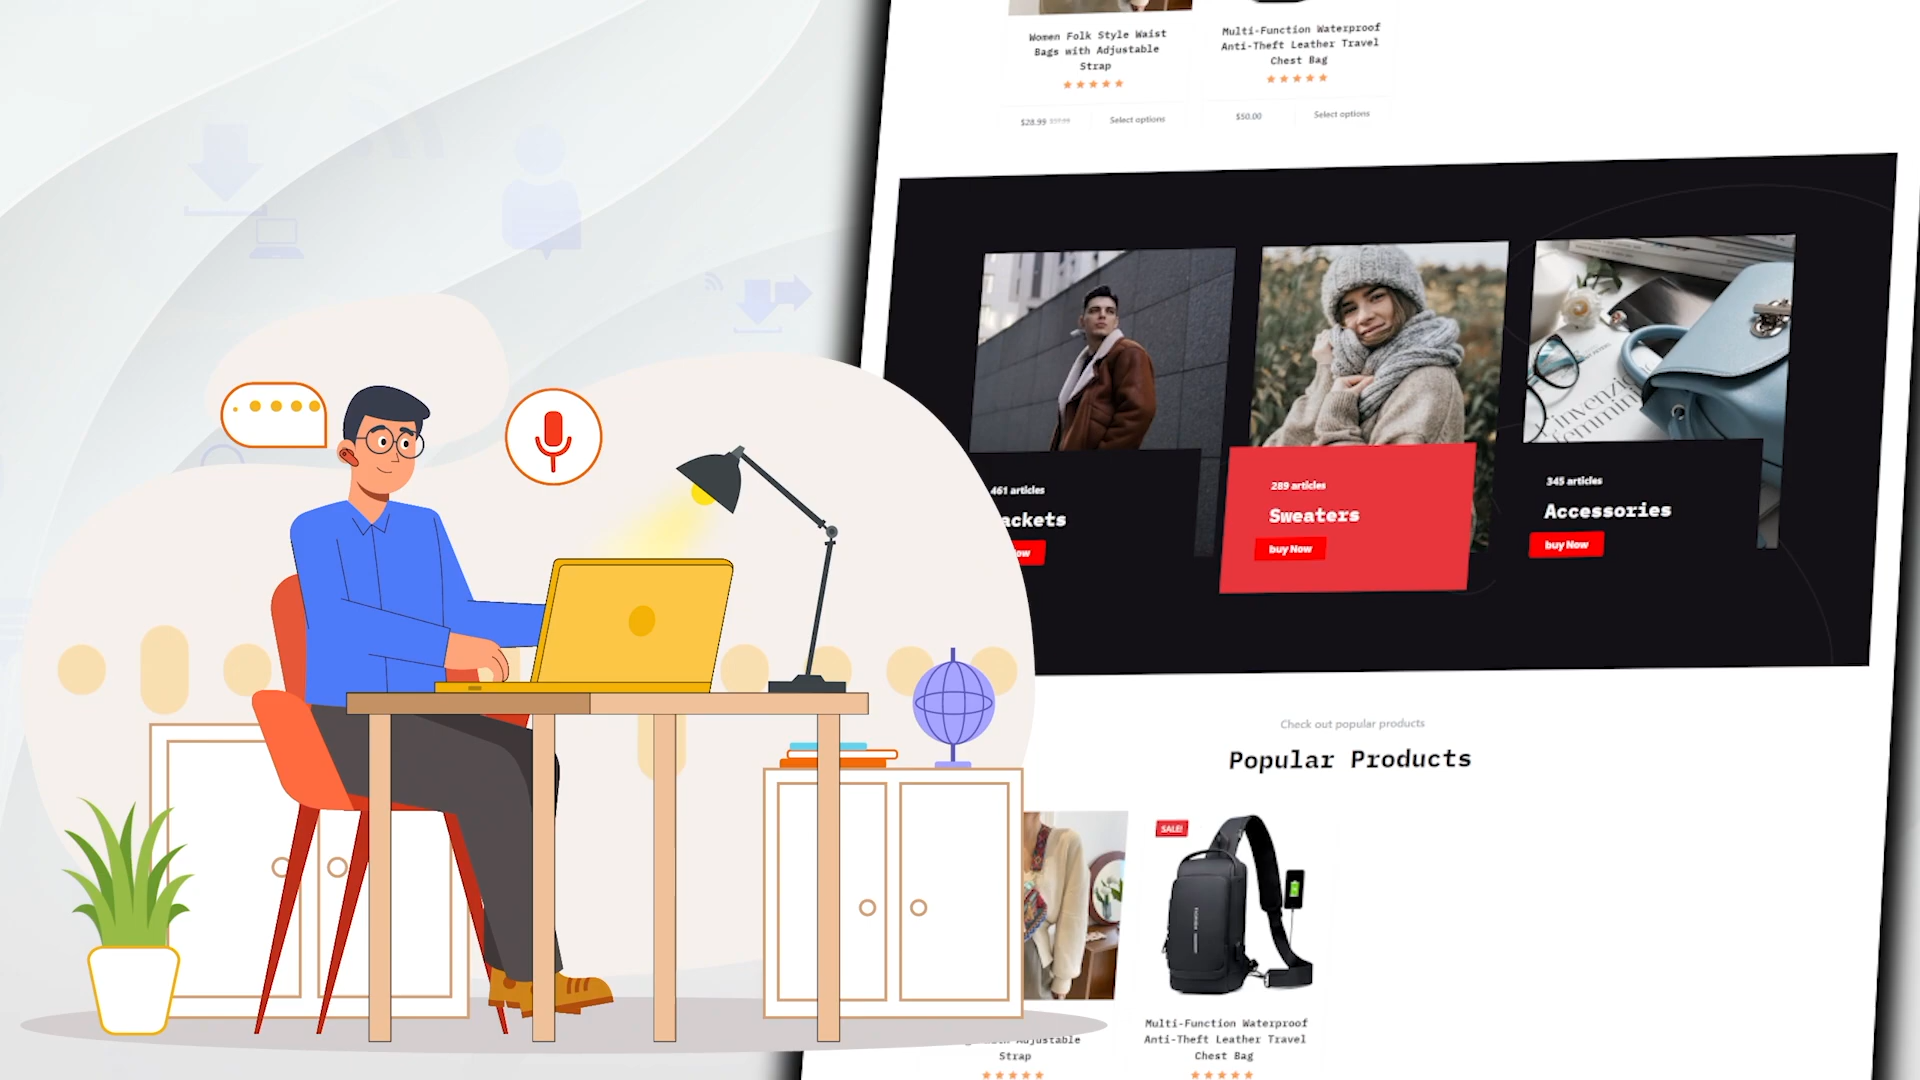 Women Folk Style Waist
Bags with Adjustable
Strap
$28.99
Select options
Multi-Function Waterproof
Anti-Theft Leather Travel
Chest Bag
$50.00
Select options
461 articles
ackets
ow
289 articles
Sweaters
buy Now
345 articles
Accessories
buy Now
Check out popular products
Popular Products
SALE!
Adjustable
Strap
Multi-Function Waterproof
Anti-Theft Leather Travel
Chest Bag